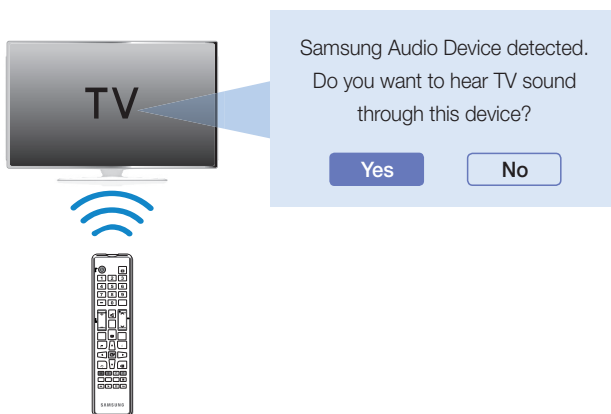 TV
Samsung Audio Device detected.
Do you want to hear TV sound
through this device?
Yes
No
SAMSUNG